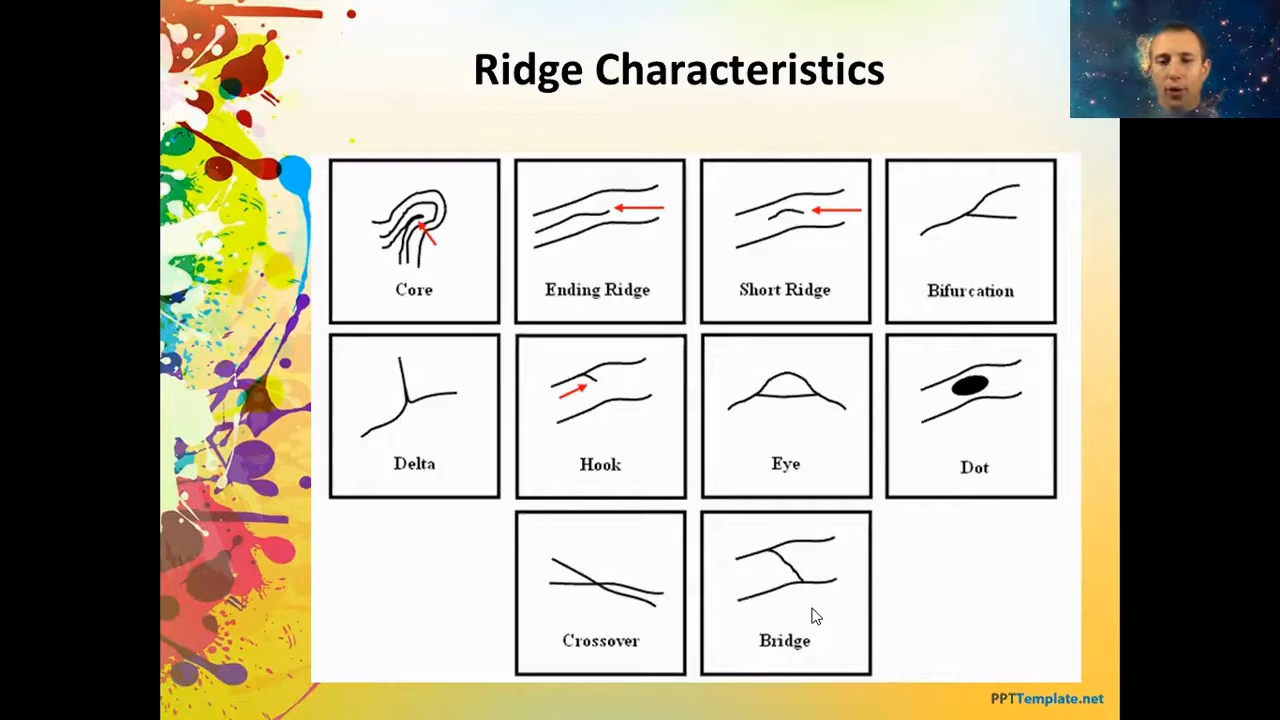 Ridge Characteristics
Core
Ending Ridge
Short Ridge
Bifurcation
Delta
Hook
Eye
Dot
Crossover
Bridge
PPTTemplate.net